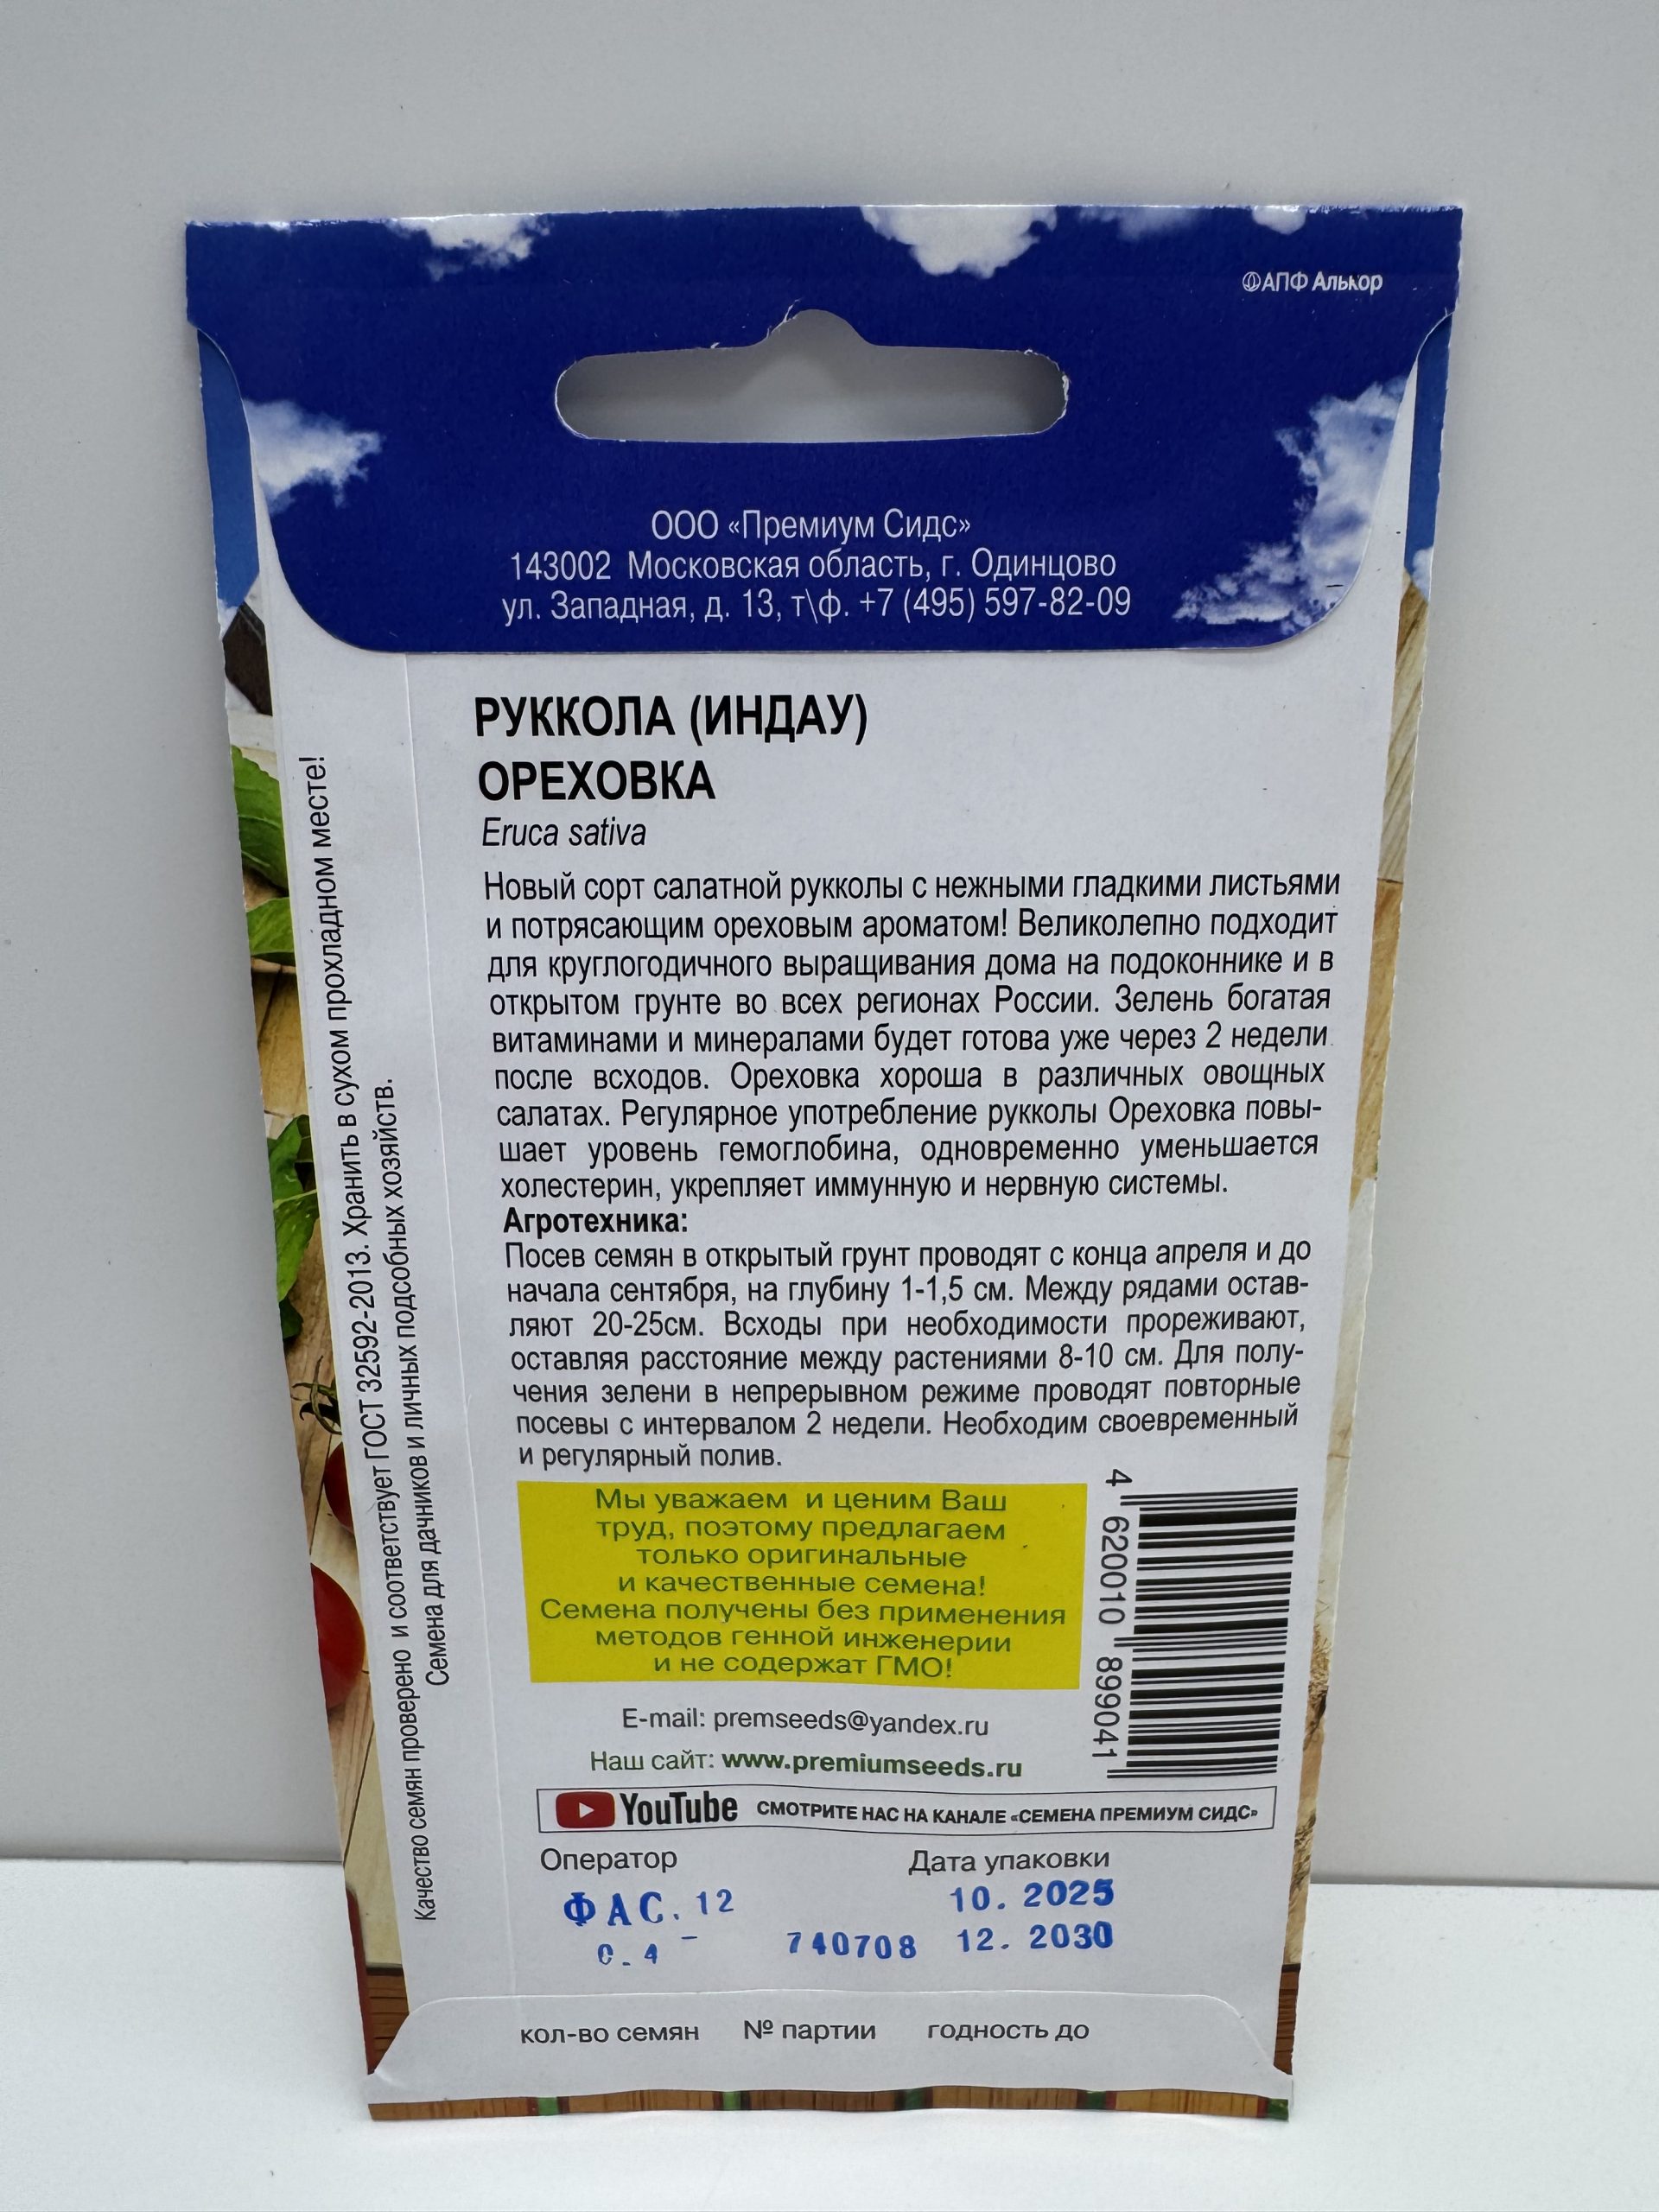 АПФ Алькор
ООО «Премиум Сидс»
143002 Московская область, г. Одинцово
ул. Западная, д. 13, т\ф. +7 (495) 597-82-09
РУККОЛА (ИНДАУ)
ОРЕХОВКА
Eruca sativa
Новый сорт салатной рукколы с нежными гладкими листьями
и потрясающим ореховым ароматом! Великолепно подходит
для круглогодичного выращивания дома на подоконнике и в
открытом грунте во всех регионах России. Зелень богатая
витаминами и минералами будет готова уже через 2 недели
после всходов. Ореховка хороша в различных овощных
салатах. Регулярное употребление рукколы Ореховка повы-
шает уровень гемоглобина, одновременно уменьшается
холестерин, укрепляет иммунную и нервную системы.
Агротехника:
Посев семян в открытый грунт проводят с конца апреля и до
начала сентября, на глубину 1-1,5 см. Между рядами остав-
ляют 20-25см. Всходы при необходимости прореживают,
оставляя расстояние между растениями 8-10 см. Для полу-
чения зелени в непрерывном режиме проводят повторные
посевы с интервалом 2 недели. Необходим своевременный
и регулярный полив.
Мы уважаем и ценим Ваш
труд, поэтому предлагаем
только оригинальные
и качественные семена!
Семена получены без применения
методов генной инженерии
и не содержат ГМО!
4 620010 899041
E-mail: premseeds@yandex.ru
Наш сайт: www.premiumseeds.ru
YouTube СМОТРИТЕ НАС НА КАНАЛЕ «СЕМЕНА ПРЕМИУМ СИДС»
Оператор Дата упаковки
ФАС. 12 10. 2025
0.4 740708 12. 2030
кол-во семян № партии годность до
Качество семян проверено и соответствует ГОСТ 32592-2013. Хранить в сухом прохладном месте!
Семена для дачников и личных подсобных хозяйств.